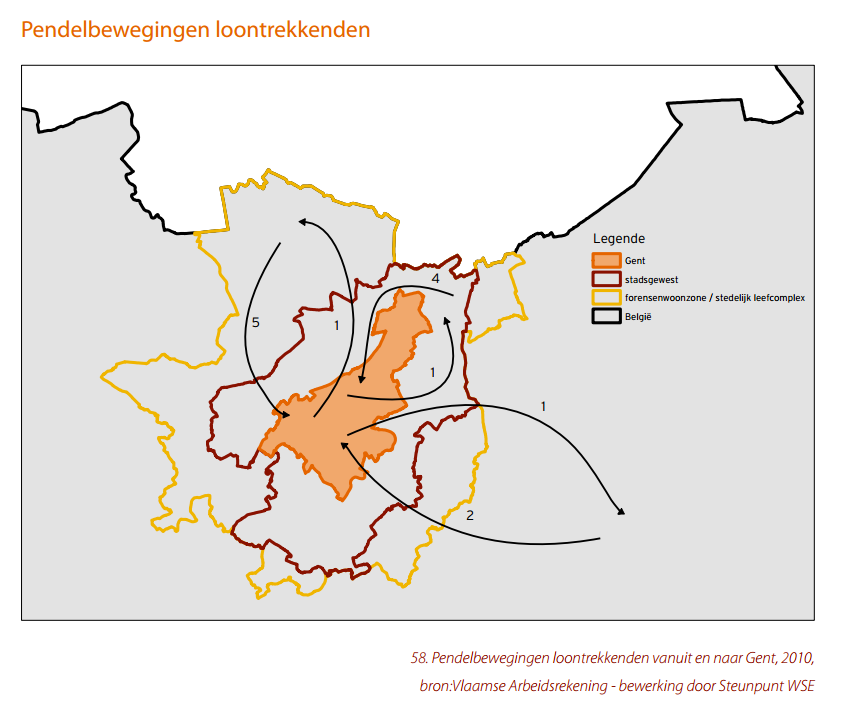 Pendelbewegingen loontrekkenden
4
5
1
1
1
2
Legende
Gent
stadsgewest
forensenwoonzone / stedelijk leefcomplex
België
58. Pendelbewegingen loontrekkenden vanuit en naar Gent, 2010,
bron:Vlaamse Arbeidsrekening - bewerking door Steunpunt WSE